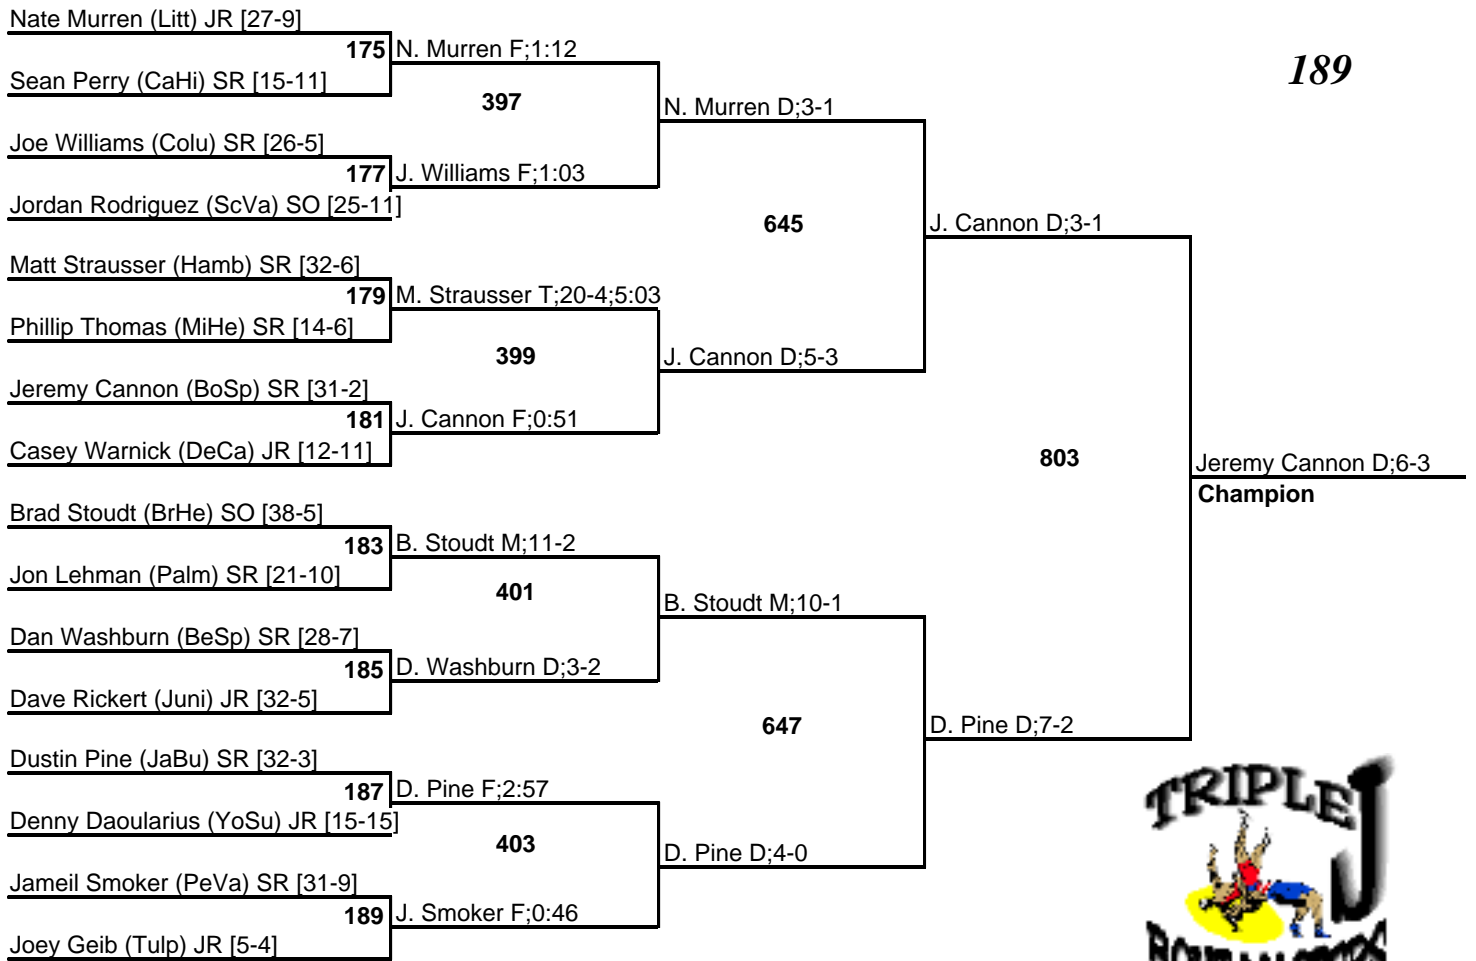 189
Nate Murren (Litt) JR [27-9]
175
Sean Perry (CaHi) SR [15-11]
N. Murren F;1:12
397
Joe Williams (Colu) SR [26-5]
177
Jordan Rodriguez (ScVa) SO [25-11]
J. Williams F;1:03
N. Murren D;3-1
645
Matt Strausser (Hamb) SR [32-6]
179
Phillip Thomas (MiHe) SR [14-6]
M. Strausser T;20-4;5:03
399
Jeremy Cannon (BoSp) SR [31-2]
181
Casey Warnick (DeCa) JR [12-11]
J. Cannon F;0:51
J. Cannon D;5-3
J. Cannon D;3-1
803
Jeremy Cannon D;6-3
Champion
Brad Stoudt (BrHe) SO [38-5]
183
Jon Lehman (Palm) SR [21-10]
B. Stoudt M;11-2
401
Dan Washburn (BeSp) SR [28-7]
185
Dave Rickert (Juni) JR [32-5]
D. Washburn D;3-2
B. Stoudt M;10-1
647
Dustin Pine (JaBu) SR [32-3]
187
Denny Daoularius (YoSu) JR [15-15]
D. Pine F;2:57
403
Jameil Smoker (PeVa) SR [31-9]
189
Joey Geib (Tulp) JR [5-4]
J. Smoker F;0:46
D. Pine D;4-0
D. Pine D;7-2
TRIPLE J